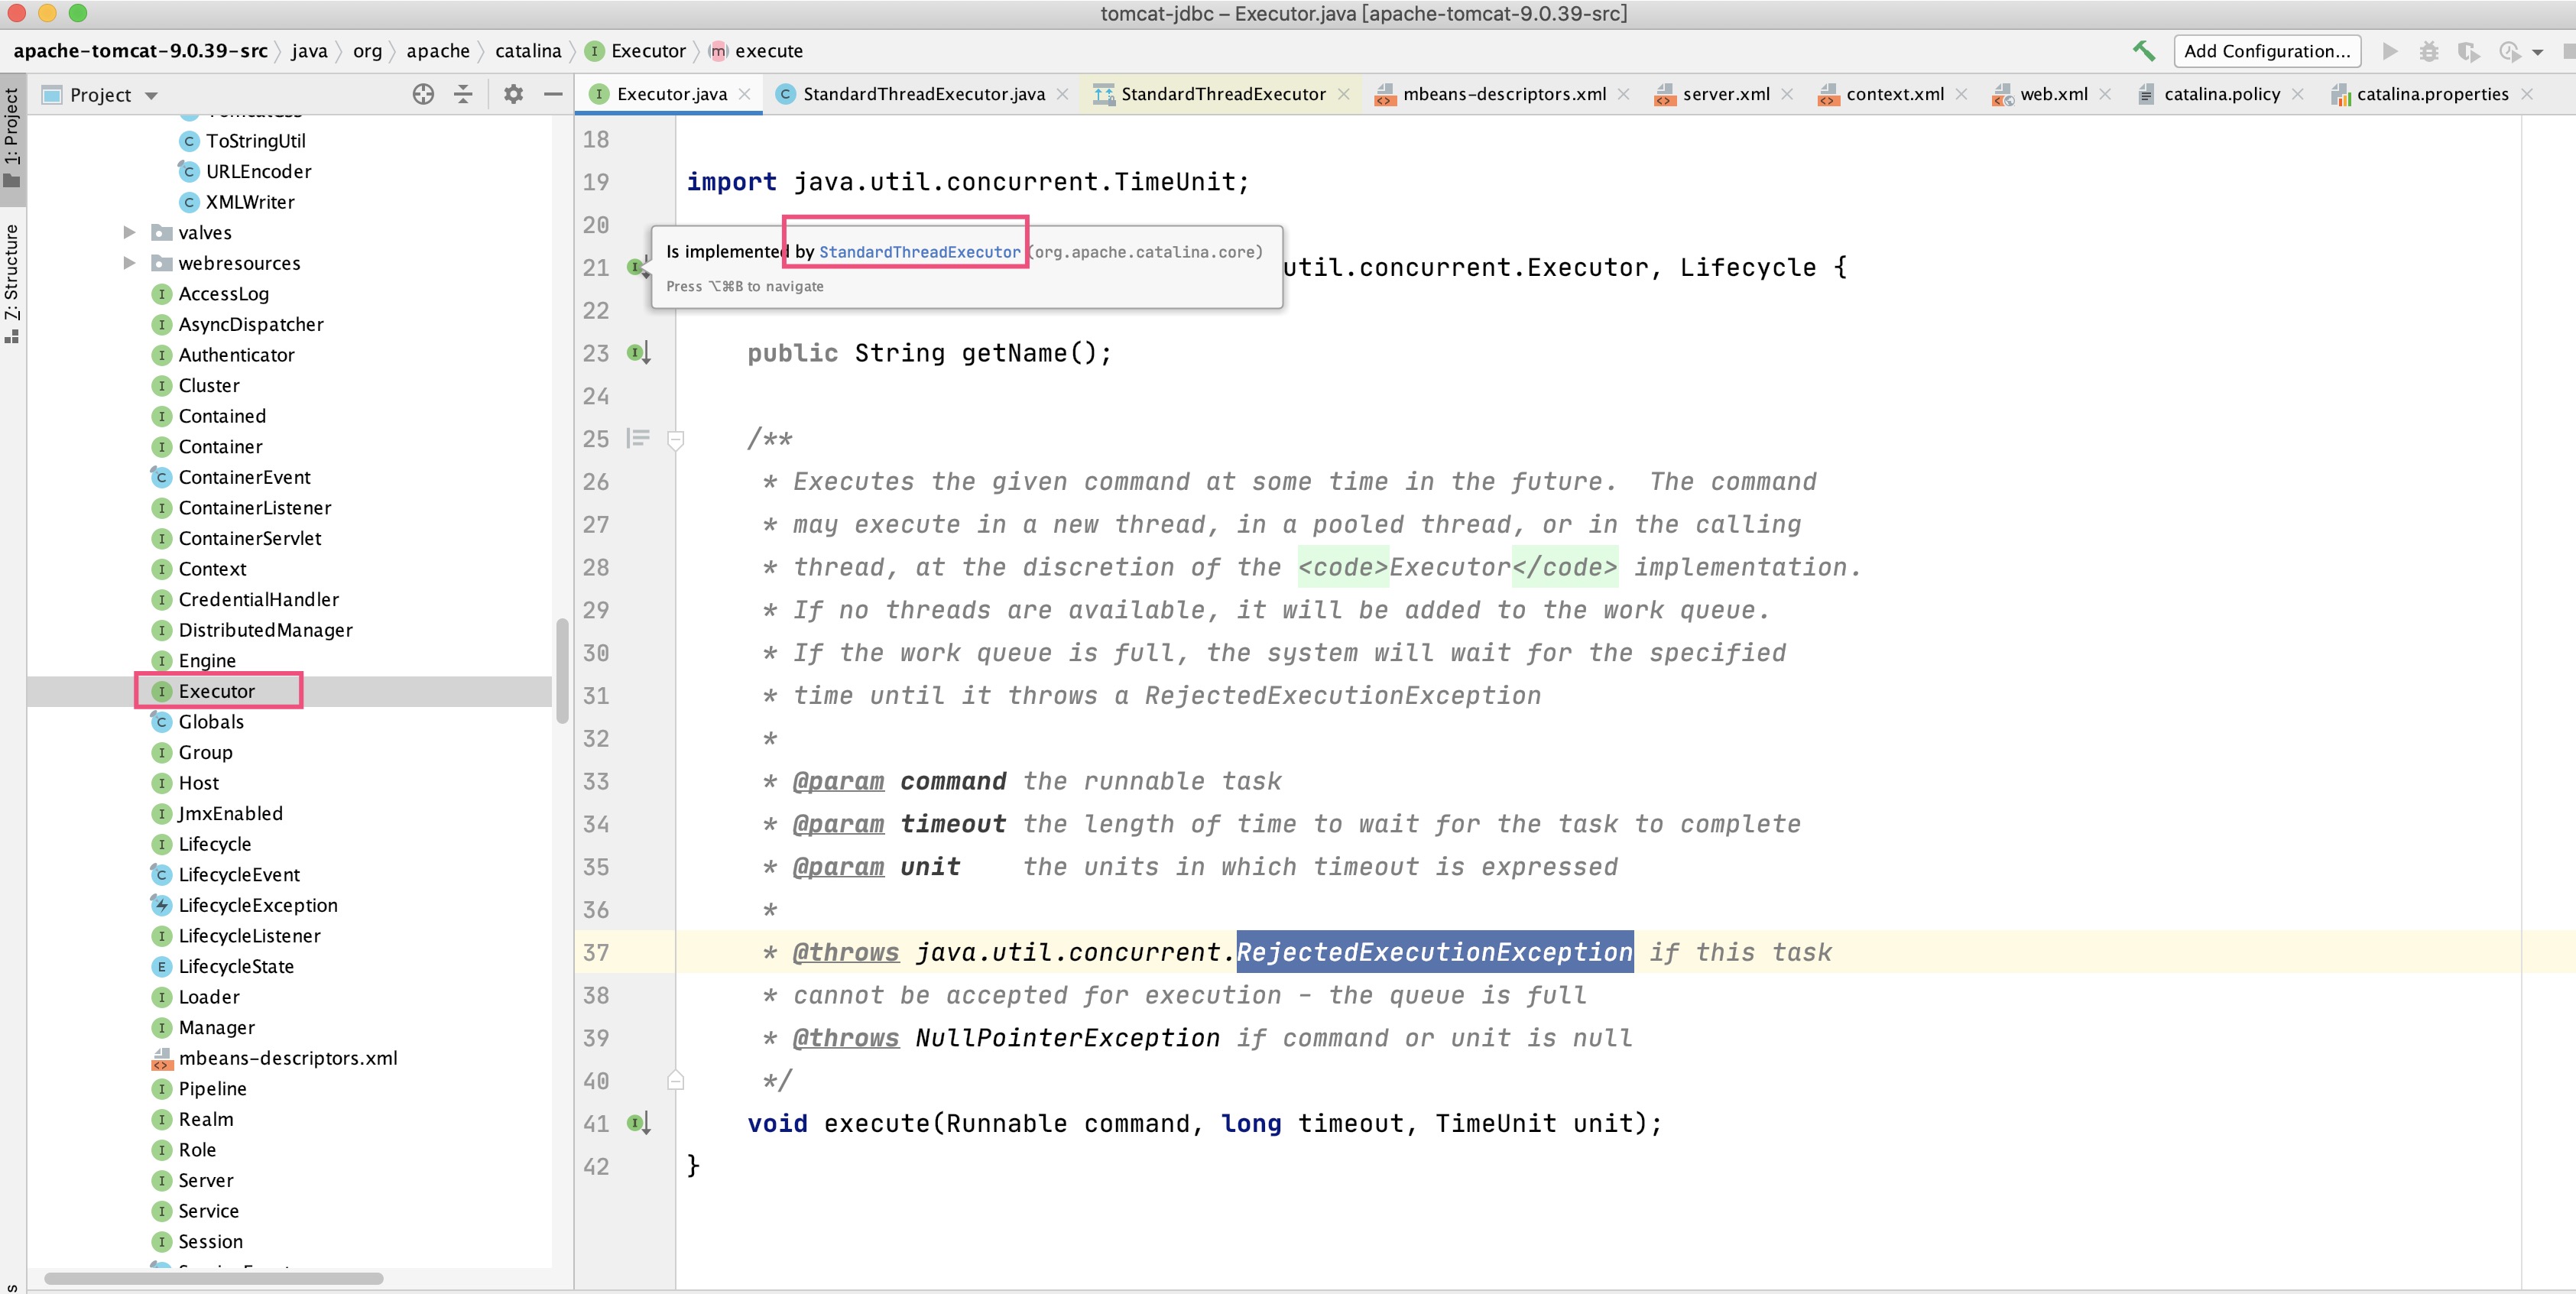 tomcat-jdbc – Executor.java [apache-tomcat-9.0.39-src]
apache-tomcat-9.0.39-src java org apache catalina I Executor m execute
Add Configuration...
Project
Executor.java StandardThreadExecutor.java StandardThreadExecutor mbeans-descriptors.xml server.xml context.xml web.xml catalina.policy catalina.properties
1: Project
7: Structure
ToStringUtil
URLEncoder
XMLWriter
valves
webresources
AccessLog
AsyncDispatcher
Authenticator
Cluster
Contained
Container
ContainerEvent
ContainerListener
ContainerServlet
Context
CredentialHandler
DistributedManager
Engine
Executor
Globals
Group
Host
JmxEnabled
Lifecycle
LifecycleEvent
LifecycleException
LifecycleListener
LifecycleState
Loader
Manager
mbeans-descriptors.xml
Pipeline
Realm
Role
Server
Service
Session
18
19 import java.util.concurrent.TimeUnit;
20
Is implemented by StandardThreadExecutor (org.apache.catalina.core)
Press ⌥⌘B to navigate
21 util.concurrent.Executor, Lifecycle {
22
23 public String getName();
24
25 /**
26 * Executes the given command at some time in the future.  The command
27 * may execute in a new thread, in a pooled thread, or in the calling
28 * thread, at the discretion of the <code>Executor</code> implementation.
29 * If no threads are available, it will be added to the work queue.
30 * If the work queue is full, the system will wait for the specified
31 * time until it throws a RejectedExecutionException
32 *
33 * @param command the runnable task
34 * @param timeout the length of time to wait for the task to complete
35 * @param unit    the units in which timeout is expressed
36 *
37 * @throws java.util.concurrent.RejectedExecutionException if this task
38 * cannot be accepted for execution - the queue is full
39 * @throws NullPointerException if command or unit is null
40 */
41 void execute(Runnable command, long timeout, TimeUnit unit);
42 }